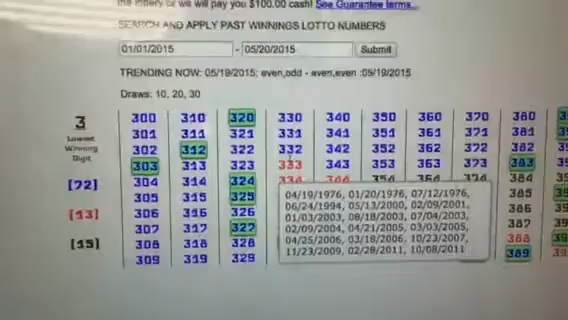 the lottery or we will pay you $100.00 cash! See Guarantee terms...
SEARCH AND APPLY PAST WINNINGS LOTTO NUMBERS
01/01/2015 - 05/20/2015 Submit
TRENDING NOW: 05/19/2015; even,odd - even,even :05/19/2015
Draws: 10, 20, 30
3 300 310 320 330 340 350 360 370 380
Lowest 301 311 321 331 341 351 361 371 381
Winning 302 312 322 332 342 352 362 372 382
Digit 303 313 323 333 343 353 363 373 383
[72] 304 314 324 334 344 354 364 374 384
305 315 325 385
[13] 306 316 326 386
307 317 327 387
[15] 308 318 328 388
309 319 329 389
04/19/1976, 01/20/1976, 07/12/1976,
06/24/1994, 05/13/2000, 02/09/2001,
01/03/2003, 08/18/2003, 07/04/2003,
02/09/2004, 04/21/2005, 03/03/2005,
04/25/2006, 03/18/2006, 10/23/2007,
11/23/2009, 02/28/2011, 10/08/2011